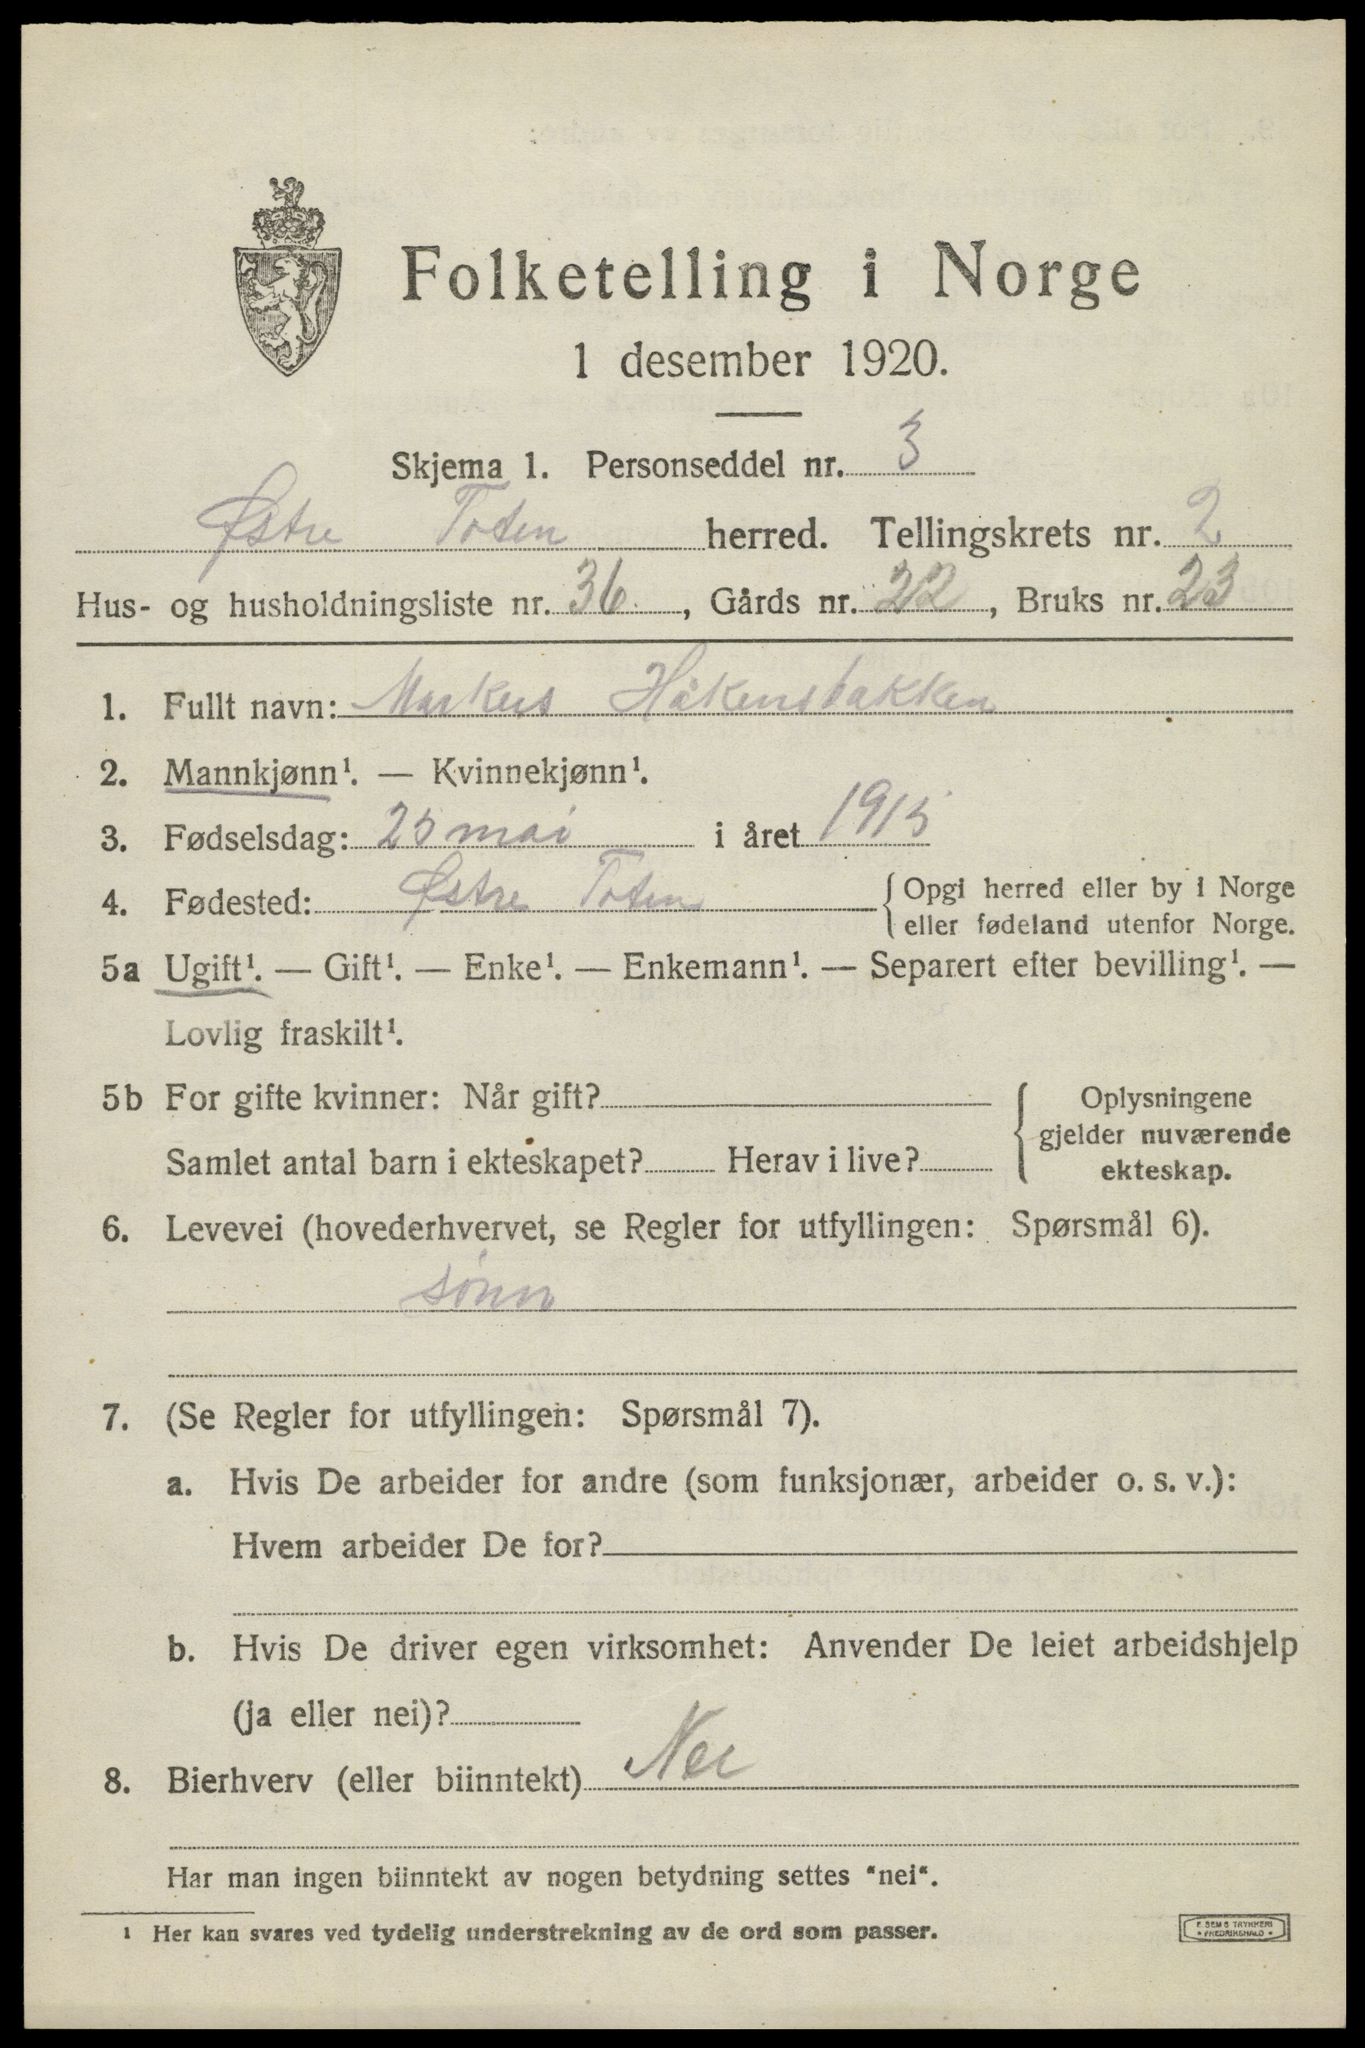 Folketelling i Norge
1 desember 1920.
Skjema 1. Personseddel nr. 3
Østre Toten herred. Tellingskrets nr. 2
Hus- og husholdningsliste nr. 36, Gårds nr. 22, Bruks nr. 23
1. Fullt navn: Markus Håkensbakken
2. Mannkjønn¹. — Kvinnekjønn¹.
3. Fødselsdag: 25 mai i året 1915
4. Fødested: Østre Toten { Opgi herred eller by i Norge
eller fødeland utenfor Norge.
5a Ugift¹. — Gift¹. — Enke¹. — Enkemann¹. — Separert efter bevilling¹. —
Lovlig fraskilt¹.
5b For gifte kvinner: Når gift? { Oplysningene
gjelder nuværende
Samlet antal barn i ekteskapet? Herav i live? ekteskap.
6. Levevei (hovederhvervet, se Regler for utfyllingen: Spørsmål 6).
sønn
7. (Se Regler for utfyllingen: Spørsmål 7).
a. Hvis De arbeider for andre (som funksjonær, arbeider o. s. v.):
Hvem arbeider De for?
b. Hvis De driver egen virksomhet: Anvender De leiet arbeidshjelp
(ja eller nei)?
8. Bierhverv (eller biinntekt) Nei
Har man ingen biinntekt av nogen betydning settes "nei".
¹ Her kan svares ved tydelig understrekning av de ord som passer.
F. SEMS TRYKKERI
• FREDRIKSHALD •